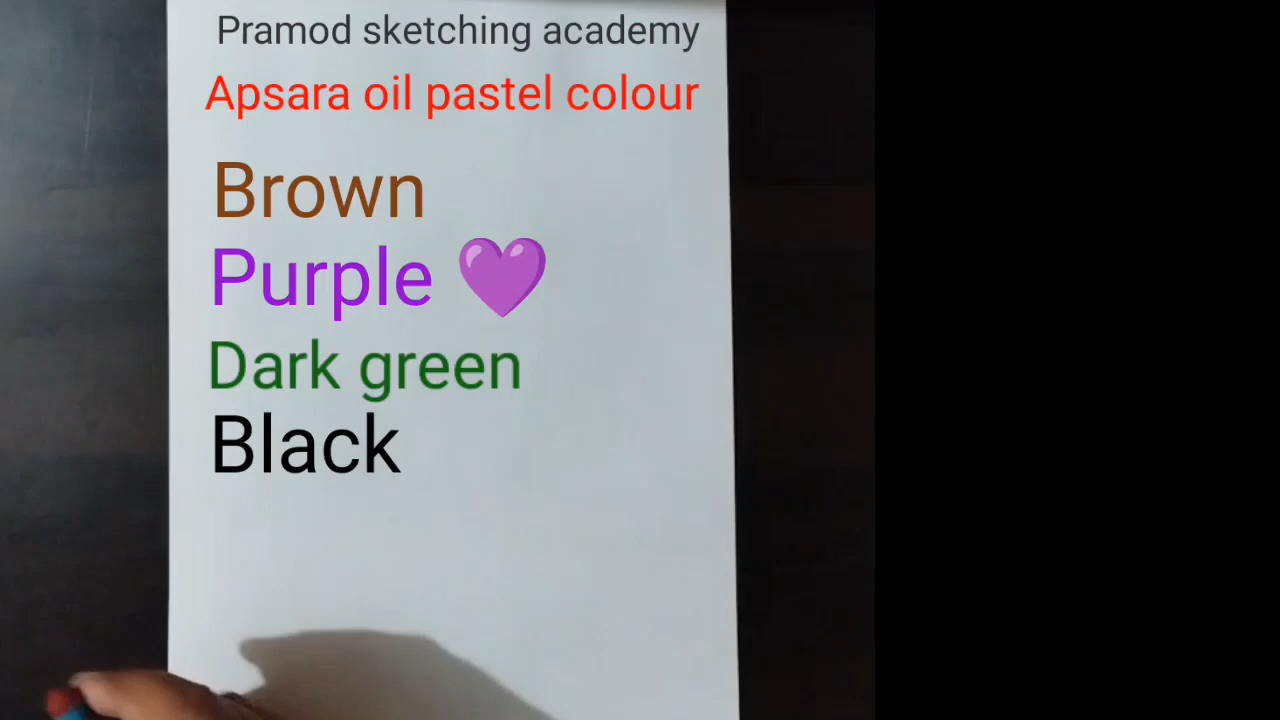 Pramod sketching academy
Apsara oil pastel colour
Brown
Purple 💜
Dark green
Black